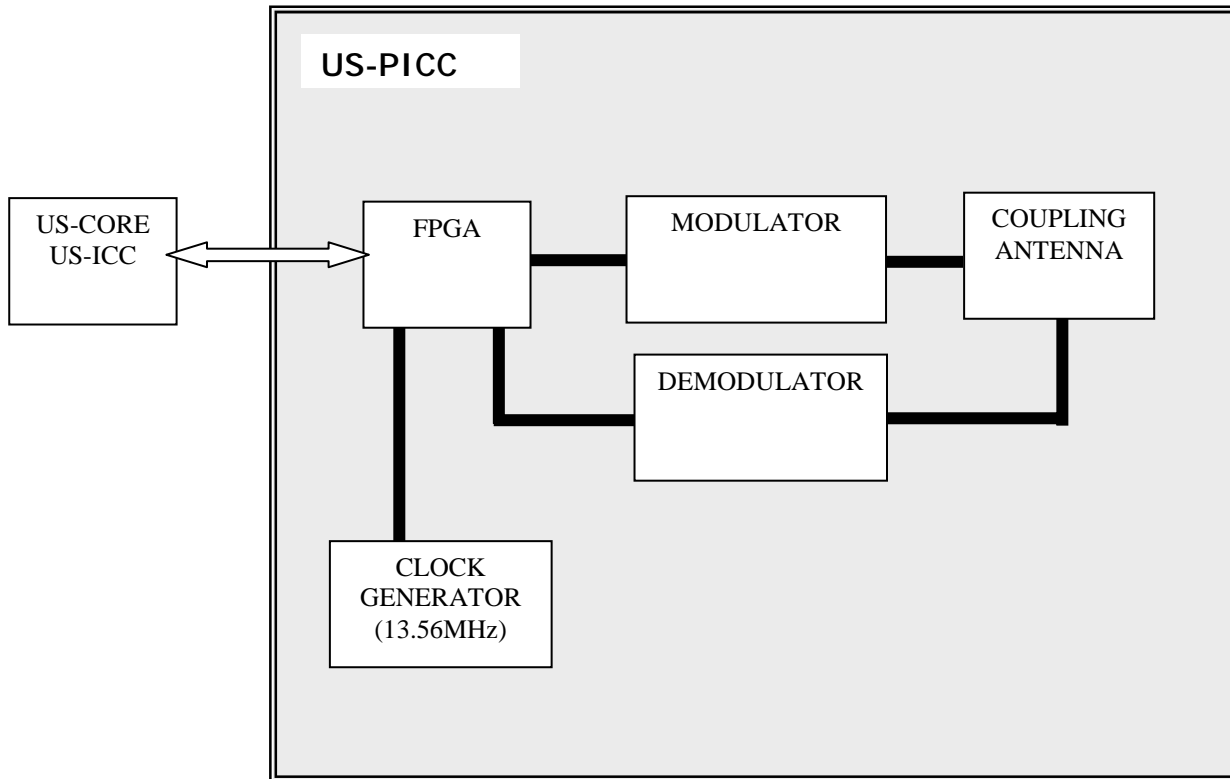 US-PICC
US-CORE
US-ICC
FPGA
MODULATOR
COUPLING
ANTENNA
DEMODULATOR
CLOCK
GENERATOR
(13.56MHz)